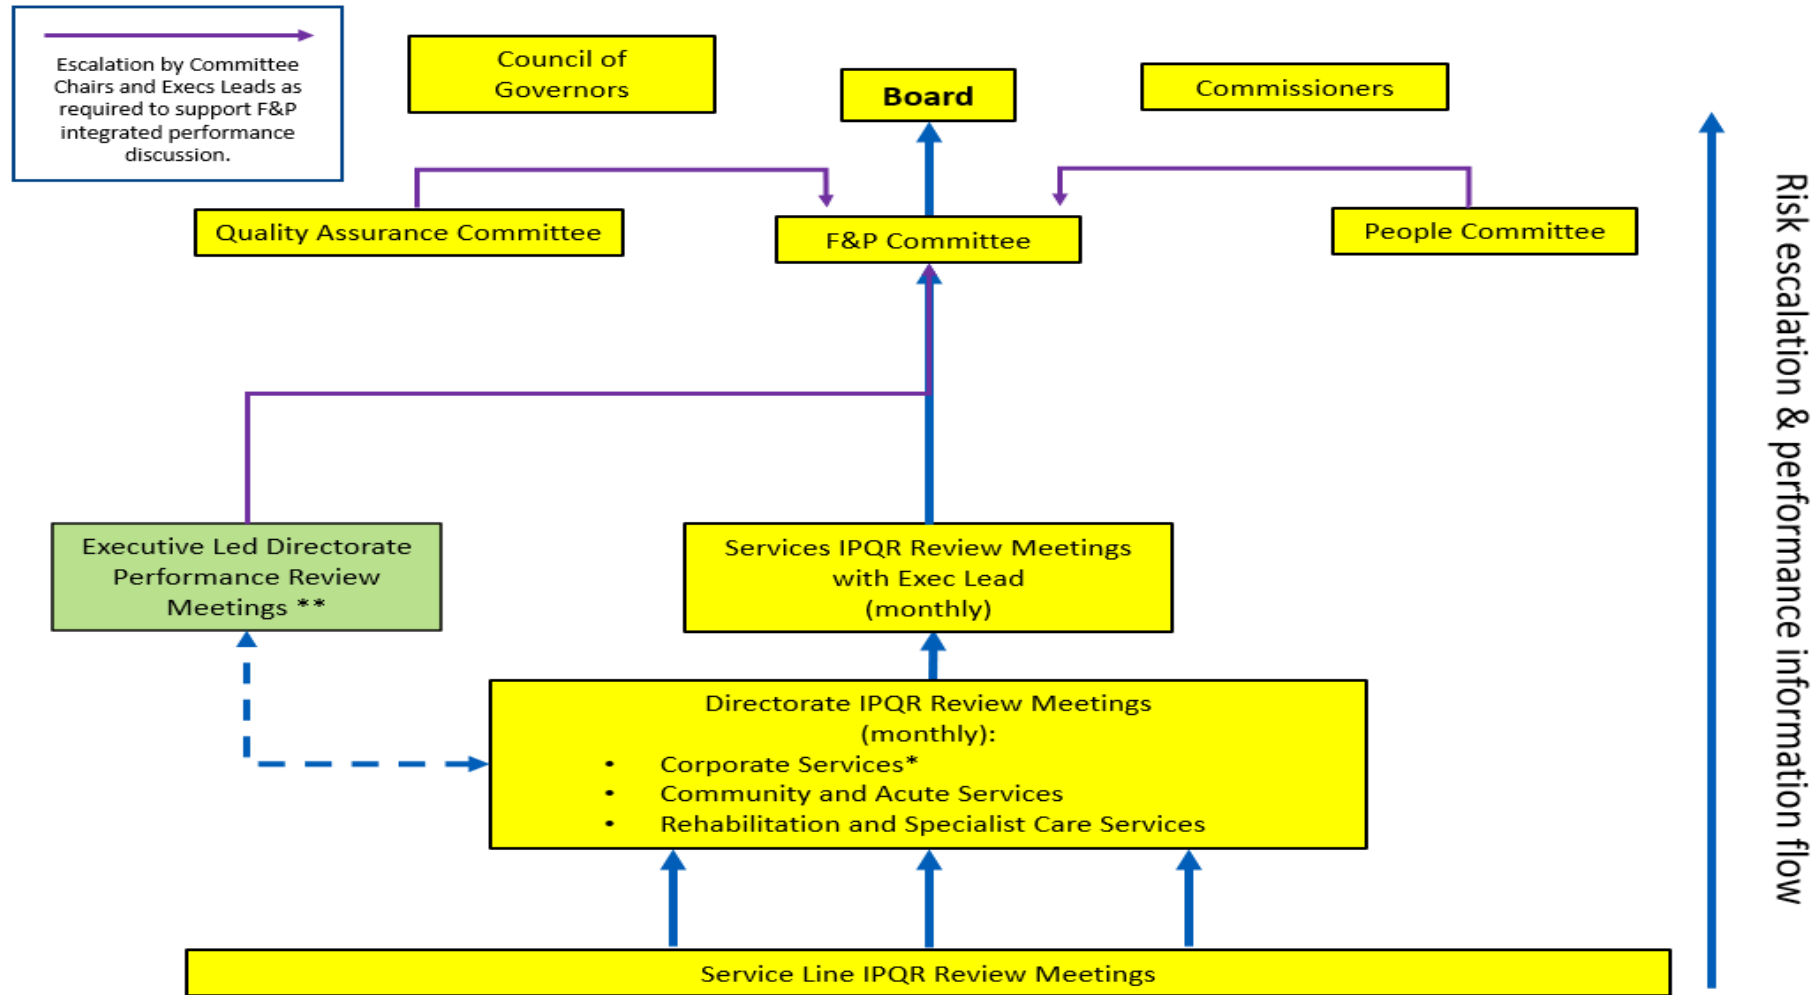 Escalation by Committee
Chairs and Execs Leads as
required to support F&P
integrated performance
discussion.
Council of
Governors
Board
Commissioners
Quality Assurance Committee
F&P Committee
People Committee
Executive Led Directorate
Performance Review
Meetings **
Services IPQR Review Meetings
with Exec Lead
(monthly)
Directorate IPQR Review Meetings
(monthly):
• Corporate Services*
• Community and Acute Services
• Rehabilitation and Specialist Care Services
Service Line IPQR Review Meetings
Risk escalation & performance information flow